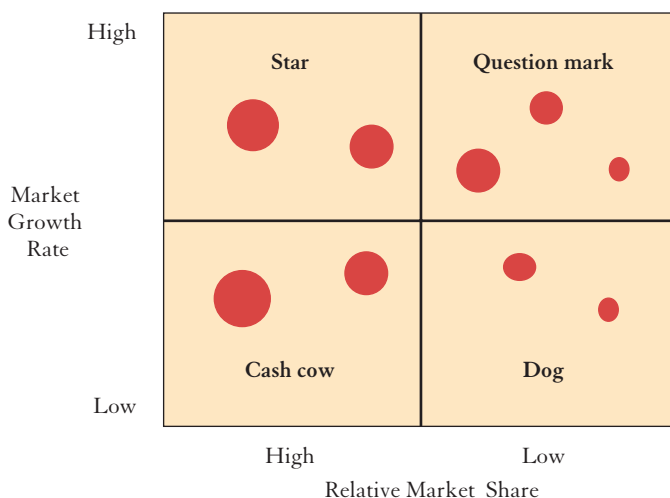 High
Star
Question mark
Market
Growth
Rate
Cash cow
Dog
Low
High
Low
Relative Market Share